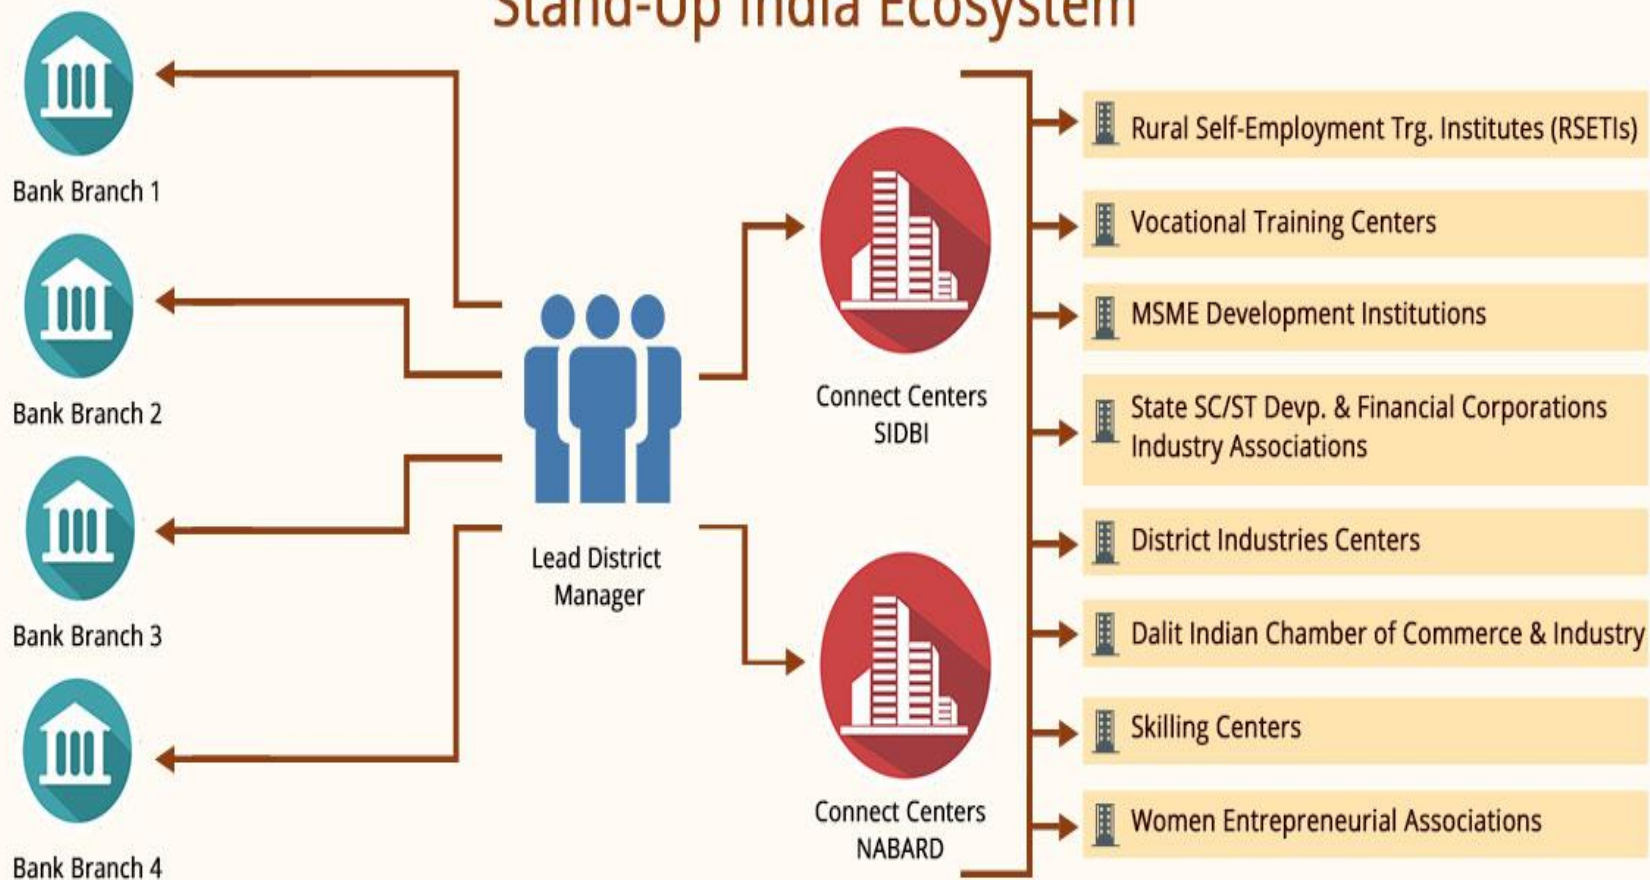 Stand-Up India Ecosystem
Bank Branch 1
Bank Branch 2
Bank Branch 3
Bank Branch 4
Lead District
Manager
Connect Centers
SIDBI
Connect Centers
NABARD
Rural Self-Employment Trg. Institutes (RSETIs)
Vocational Training Centers
MSME Development Institutions
State SC/ST Devp. & Financial Corporations
Industry Associations
District Industries Centers
Dalit Indian Chamber of Commerce & Industry
Skilling Centers
Women Entrepreneurial Associations